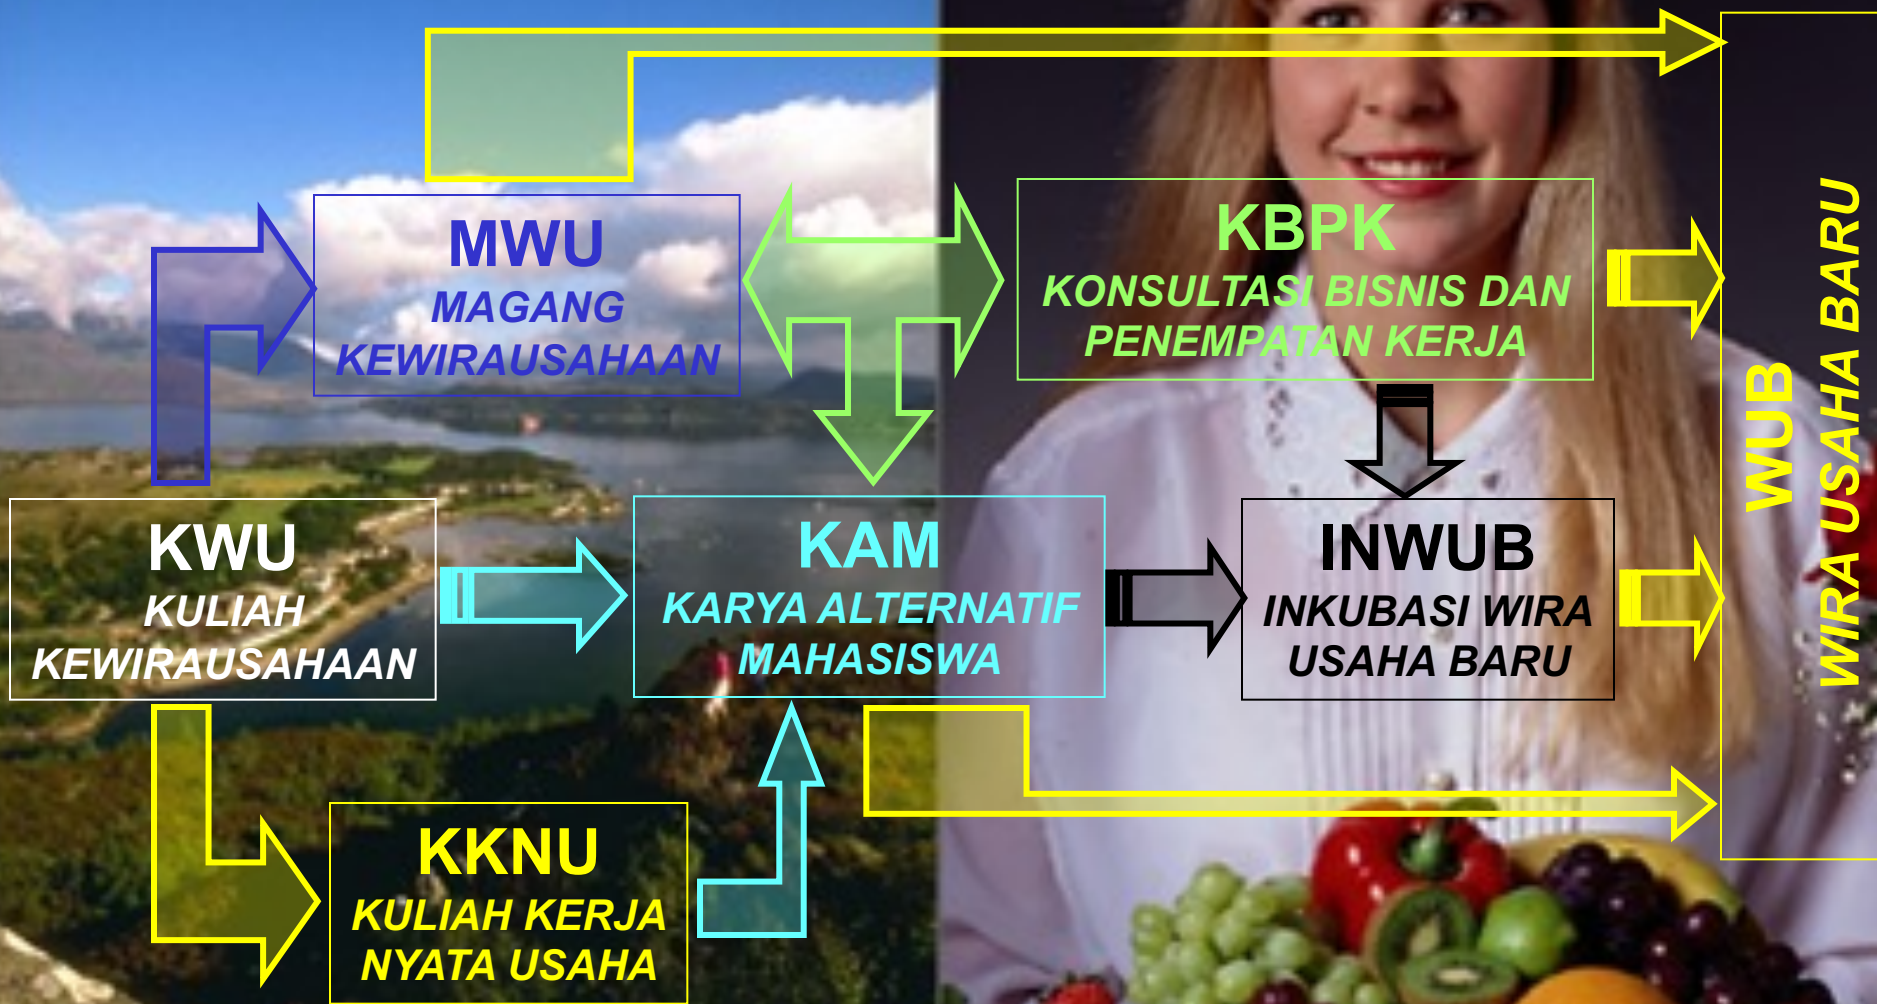 MWU
MAGANG
KEWIRAUSAHAAN
KBPK
KONSULTASI BISNIS DAN
PENEMPATAN KERJA
KWU
KULIAH
KEWIRAUSAHAAN
KAM
KARYA ALTERNATIF
MAHASISWA
INWUB
INKUBASI WIRA
USAHA BARU
WUB
WIRA USAHA BARU
KKNU
KULIAH KERJA
NYATA USAHA